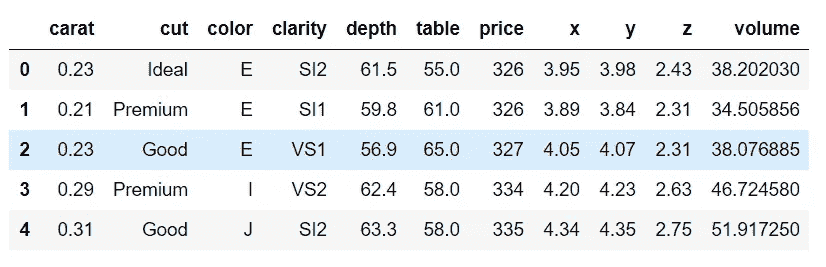 carat cut color clarity depth table price x y z volume
0 0.23 Ideal E SI2 61.5 55.0 326 3.95 3.98 2.43 38.202030
1 0.21 Premium E SI1 59.8 61.0 326 3.89 3.84 2.31 34.505856
2 0.23 Good E VS1 56.9 65.0 327 4.05 4.07 2.31 38.076885
3 0.29 Premium I VS2 62.4 58.0 334 4.20 4.23 2.63 46.724580
4 0.31 Good J SI2 63.3 58.0 335 4.34 4.35 2.75 51.917250